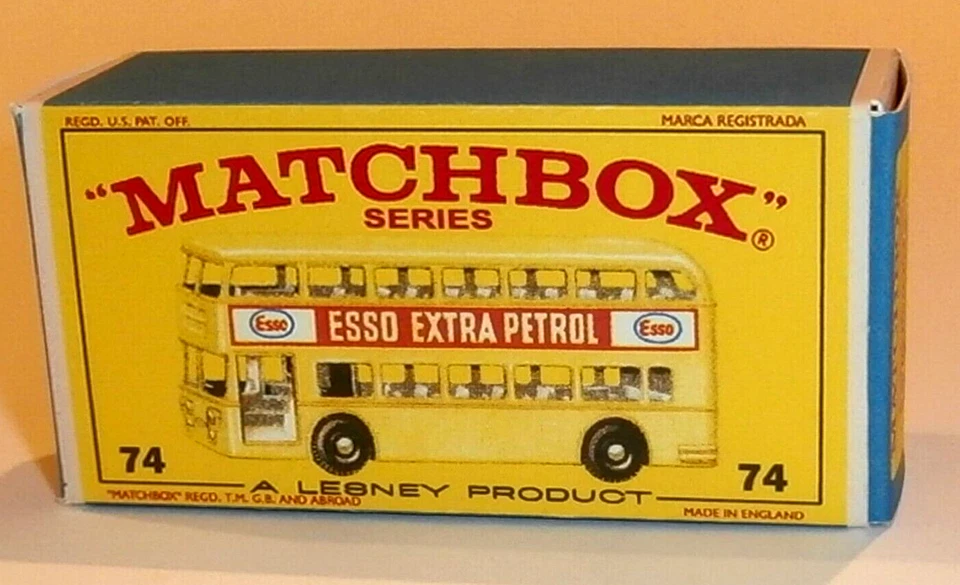 REGD. U.S. PAT. OFF. MARCA REGISTRADA
"MATCHBOX"®
SERIES
Esso ESSO EXTRA PETROL Esso
74 74
A LESNEY PRODUCT
"MATCHBOX" REGD. T.M. G.B. AND ABROAD
MADE IN ENGLAND